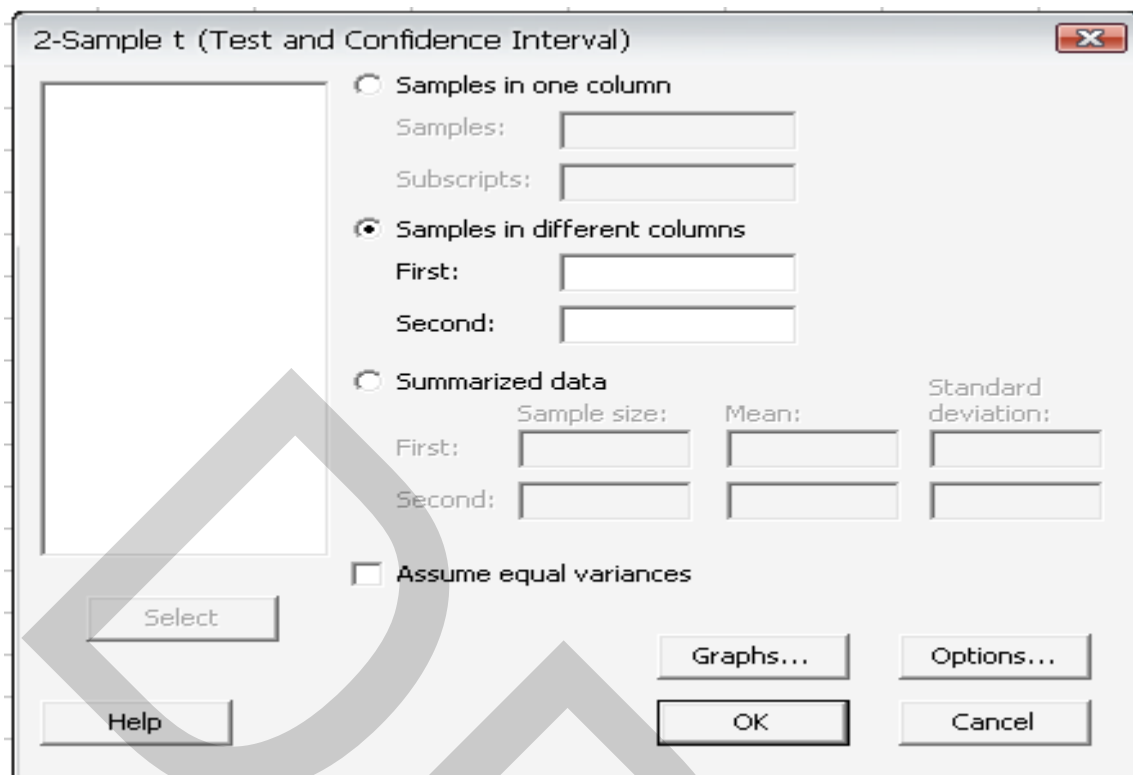 2-Sample t (Test and Confidence Interval)
Samples in one column
Samples:
Subscripts:
Samples in different columns
First:
Second:
Summarized data
Sample size: Mean: Standard deviation:
First:
Second:
Assume equal variances
Select
Graphs... Options...
Help OK Cancel